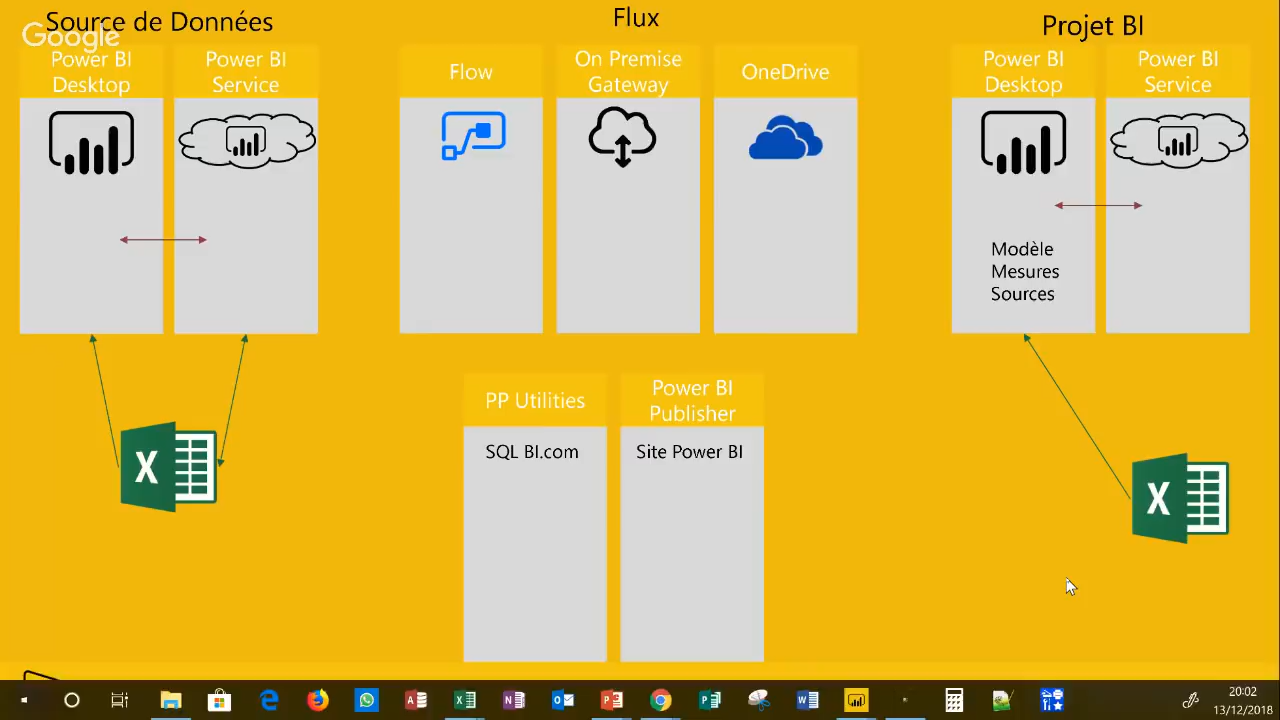 Source de Données
Flux
Projet BI
Google
Power BI
Desktop
Power BI
Service
Flow
On Premise
Gateway
OneDrive
Power BI
Desktop
Power BI
Service
Modèle
Mesures
Sources
PP Utilities
Power BI
Publisher
SQL BI.com
Site Power BI
X
X
20:02
13/12/2018